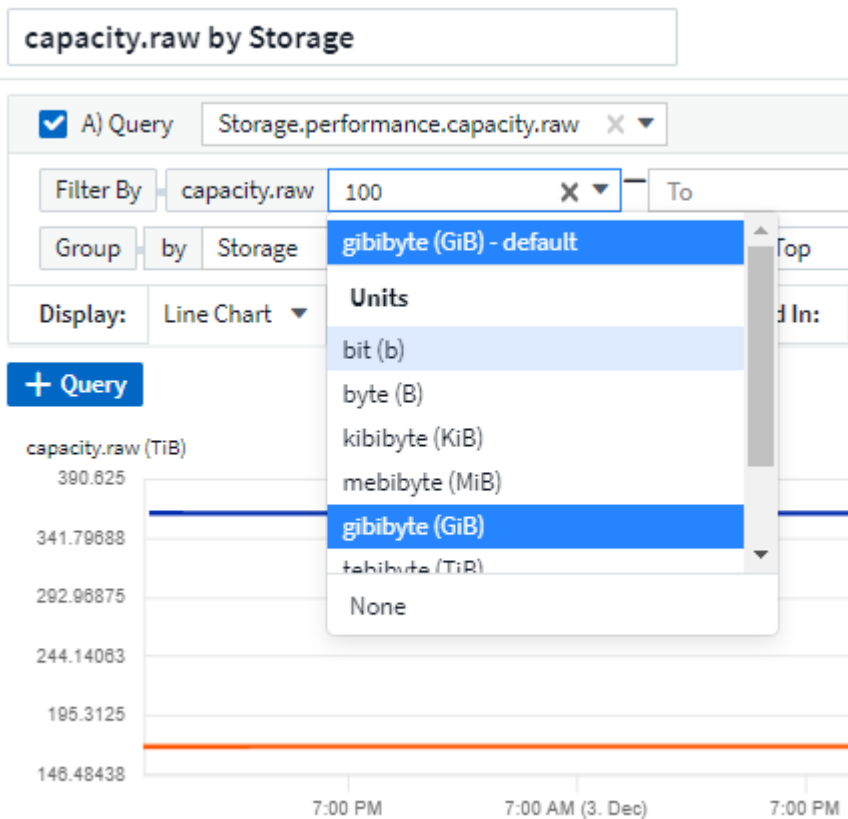 capacity.raw by Storage
A) Query Storage.performance.capacity.raw
Filter By capacity.raw 100 To
Group by Storage Top
Display: Line Chart d In:
gibibyte (GiB) - default
Units
bit (b)
byte (B)
kibibyte (KiB)
mebibyte (MiB)
gibibyte (GiB)
tebibyte (TiB)
None
+ Query
capacity.raw (TiB)
390.625
341.79688
292.96875
244.14063
195.3125
146.48438
7:00 PM 7:00 AM (3. Dec) 7:00 PM